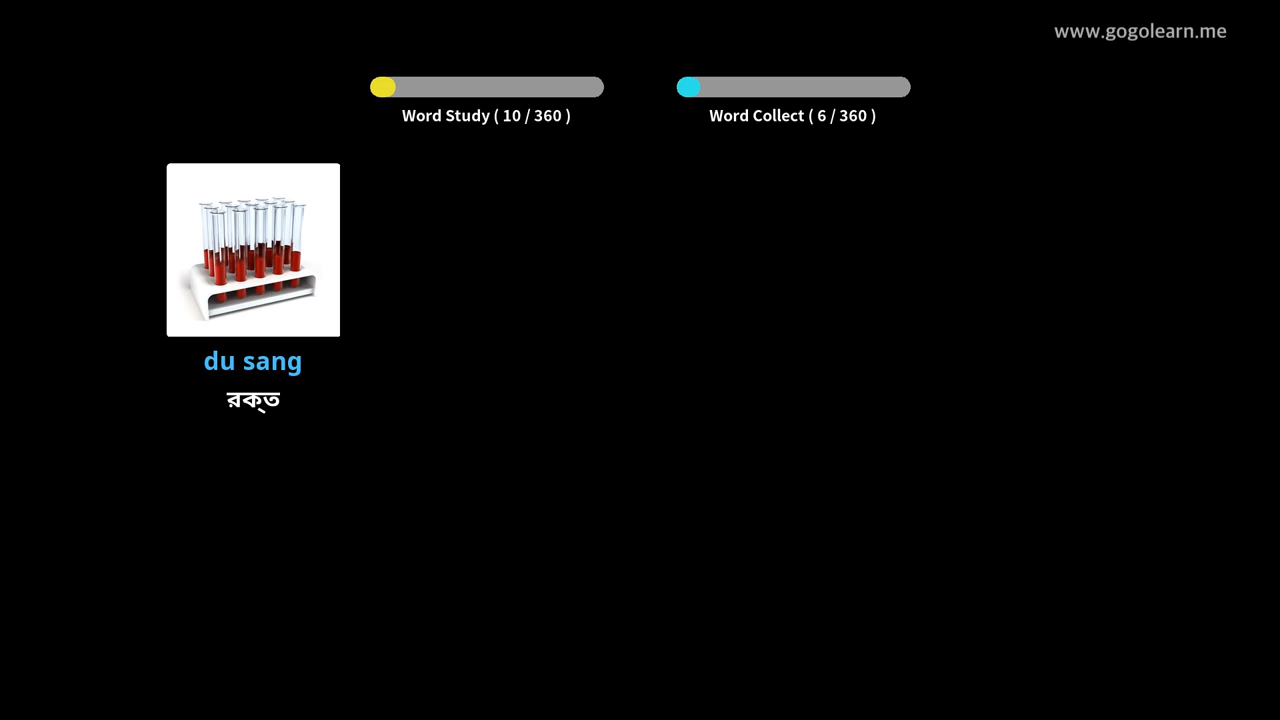 www.gogolearn.me
Word Study ( 10 / 360 )
Word Collect ( 6 / 360 )
du sang
রক্ত